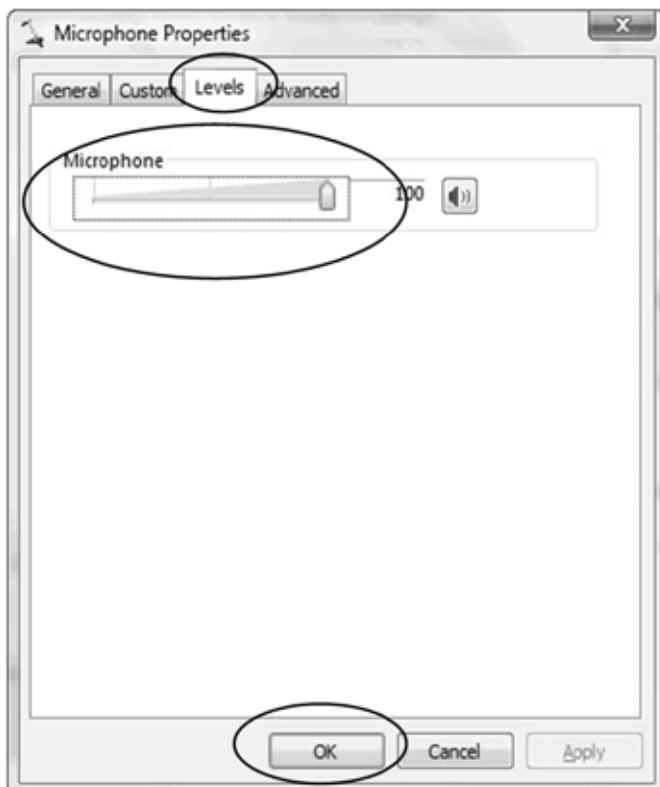 Microphone Properties
General Custom Levels Advanced
Microphone
100
OK Cancel Apply